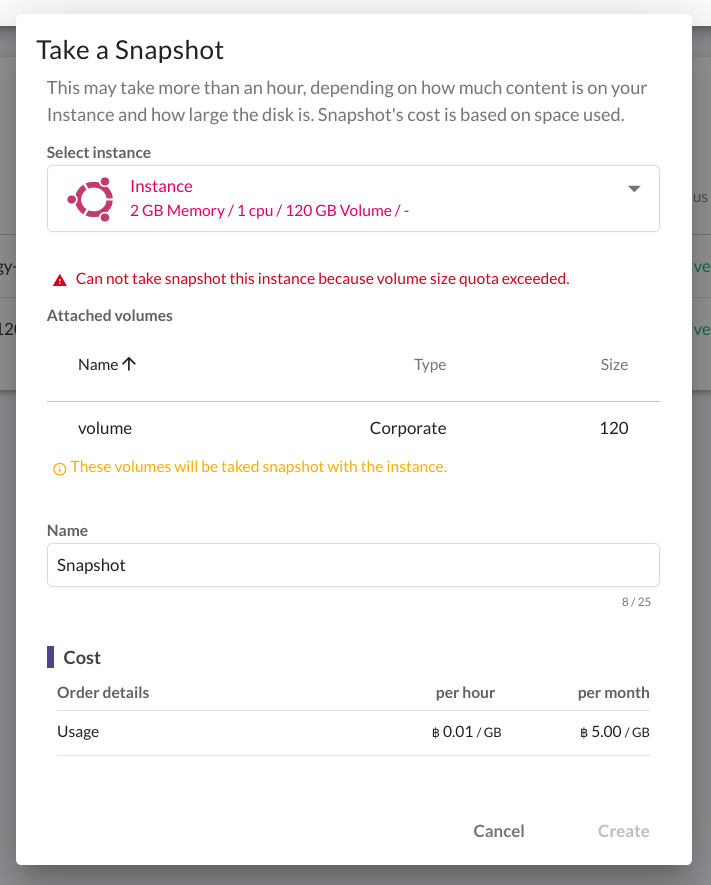 Take a Snapshot
This may take more than an hour, depending on how much content is on your
Instance and how large the disk is. Snapshot's cost is based on space used.
Select instance
Instance
2 GB Memory / 1 cpu / 120 GB Volume / -
Can not take snapshot this instance because volume size quota exceeded.
Attached volumes
Name Type Size
volume Corporate 120
These volumes will be taked snapshot with the instance.
Name
Snapshot
8 / 25
Cost
Order details per hour per month
Usage ฿ 0.01 / GB ฿ 5.00 / GB
Cancel Create